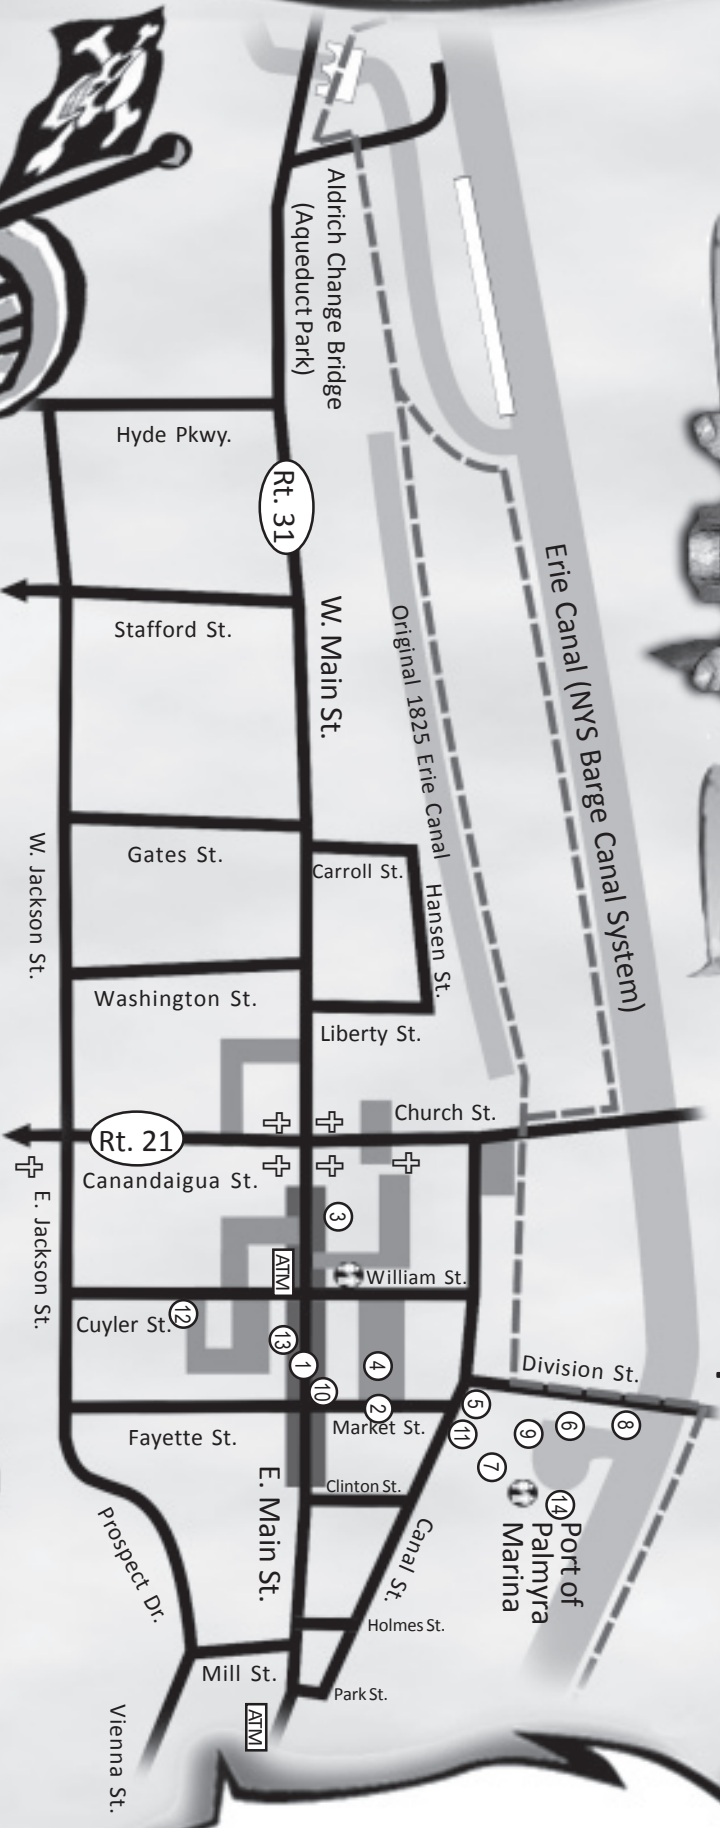 Aldrich Change Bridge
(Aqueduct Park)
Hyde Pkwy.
Rt. 31
Erie Canal (NYS Barge Canal System)
Stafford St.
W. Main St.
Original 1825 Erie Canal
W. Jackson St.
Gates St.
Carroll St.
Hansen St.
Washington St.
Liberty St.
Church St.
Rt. 21
Canandaigua St.
E. Jackson St.
3
ATM
William St.
12
Cuyler St.
13
1
4
Division St.
10
2
5
6
8
Fayette St.
Market St.
11
9
7
E. Main St.
Clinton St.
14
Port of
Palmyra
Marina
Prospect Dr.
Canal St.
Holmes St.
Mill St.
Park St.
ATM
Vienna St.